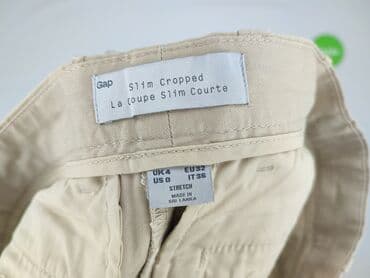 Gap
Slim Cropped
La Coupe Slim Courte
UK4 EU32
US0 IT36
STRETCH
MADE IN
SRI LANKA